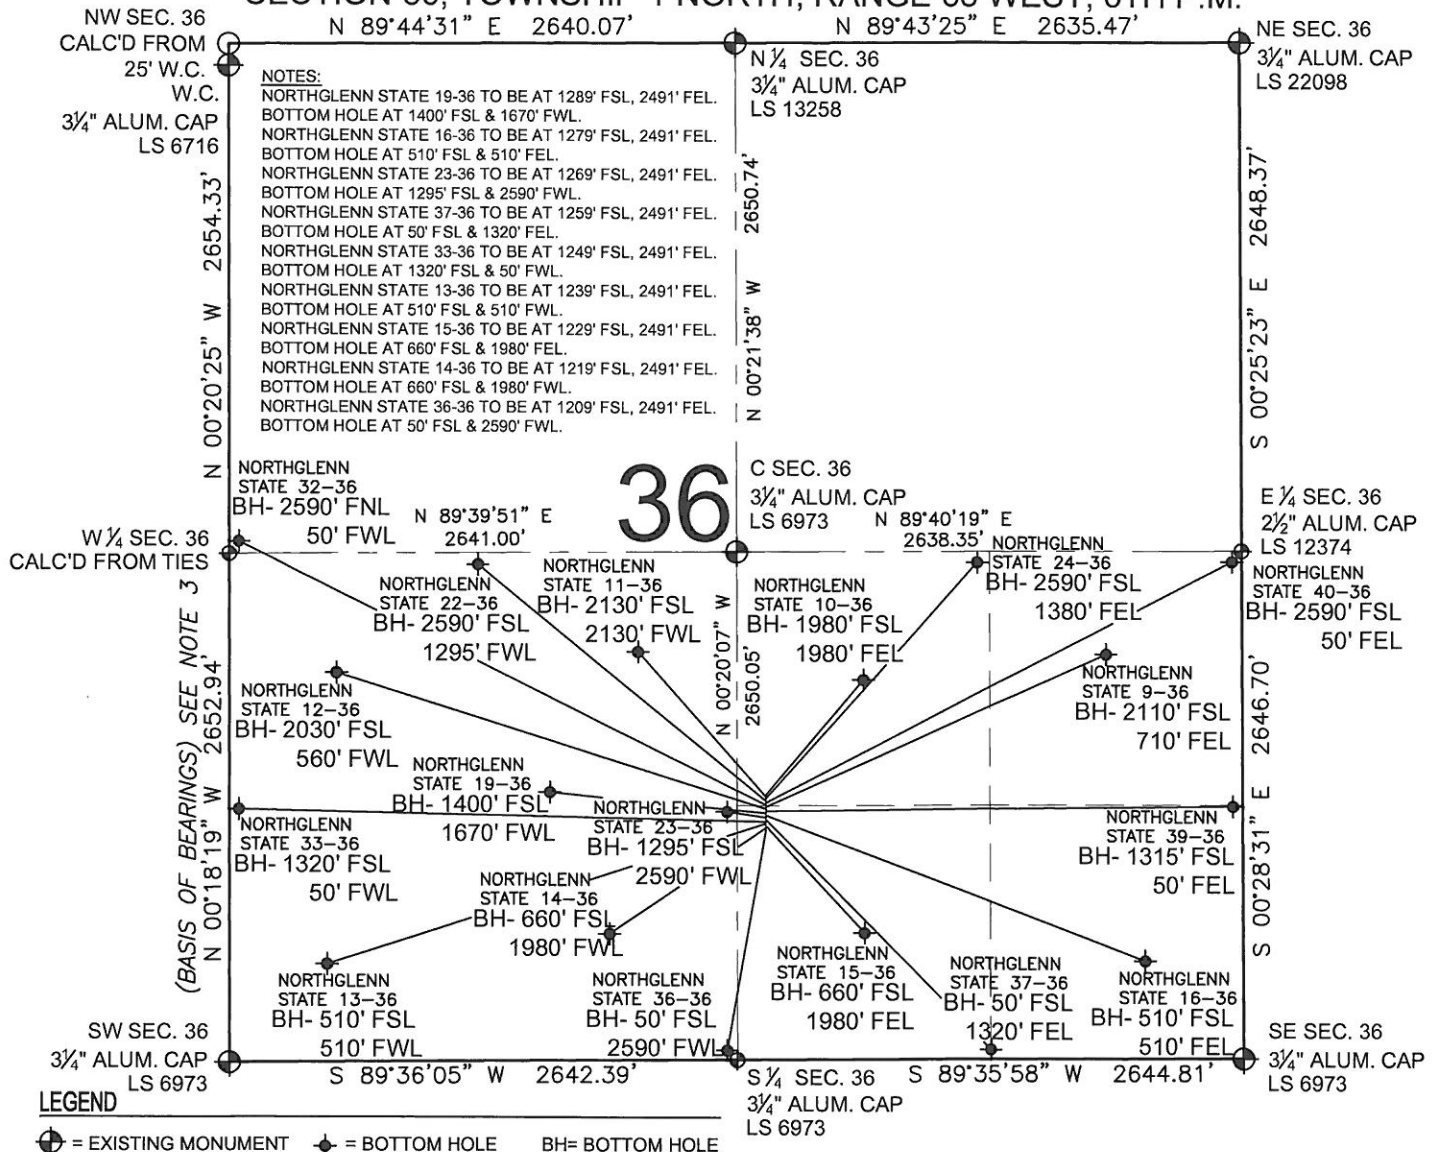 N 89°44'31" E 2640.07'
N 89°43'25" E 2635.47'
NW SEC. 36
CALC'D FROM
25' W.C.
W.C.
3¼" ALUM. CAP
LS 6716
N ¼ SEC. 36
3¼" ALUM. CAP
LS 13258
NE SEC. 36
3¼" ALUM. CAP
LS 22098
NOTES:
NORTHGLENN STATE 19-36 TO BE AT 1289' FSL, 2491' FEL.
BOTTOM HOLE AT 1400' FSL & 1670' FWL.
NORTHGLENN STATE 16-36 TO BE AT 1279' FSL, 2491' FEL.
BOTTOM HOLE AT 510' FSL & 510' FEL.
NORTHGLENN STATE 23-36 TO BE AT 1269' FSL, 2491' FEL.
BOTTOM HOLE AT 1295' FSL & 2590' FWL.
NORTHGLENN STATE 37-36 TO BE AT 1259' FSL, 2491' FEL.
BOTTOM HOLE AT 50' FSL & 1320' FEL.
NORTHGLENN STATE 33-36 TO BE AT 1249' FSL, 2491' FEL.
BOTTOM HOLE AT 1320' FSL & 50' FWL.
NORTHGLENN STATE 13-36 TO BE AT 1239' FSL, 2491' FEL.
BOTTOM HOLE AT 510' FSL & 510' FWL.
NORTHGLENN STATE 15-36 TO BE AT 1229' FSL, 2491' FEL.
BOTTOM HOLE AT 660' FSL & 1980' FEL.
NORTHGLENN STATE 14-36 TO BE AT 1219' FSL, 2491' FEL.
BOTTOM HOLE AT 660' FSL & 1980' FWL.
NORTHGLENN STATE 36-36 TO BE AT 1209' FSL, 2491' FEL.
BOTTOM HOLE AT 50' FSL & 2590' FWL.
N 00°20'25" W 2654.33'
N 00°21'38" W 2650.74'
S 00°25'23" E 2648.37'
36
C SEC. 36
3¼" ALUM. CAP
LS 6973
E ¼ SEC. 36
2½" ALUM. CAP
LS 12374
W ¼ SEC. 36
CALC'D FROM TIES
NORTHGLENN
STATE 32-36
BH- 2590' FNL
50' FWL
N 89°39'51" E
2641.00'
N 89°40'19" E
2638.35'
NORTHGLENN
STATE 22-36
BH- 2590' FSL
1295' FWL
NORTHGLENN
STATE 11-36
BH- 2130' FSL
2130' FWL
NORTHGLENN
STATE 10-36
BH- 1980' FSL
1980' FEL
NORTHGLENN
STATE 24-36
BH- 2590' FSL
1380' FEL
NORTHGLENN
STATE 40-36
BH- 2590' FSL
50' FEL
(BASIS OF BEARINGS) SEE NOTE 3
N 00°18'19" W 2652.94'
N 00°20'07" W
2650.05'
S 00°28'31" E 2646.70'
NORTHGLENN
STATE 12-36
BH- 2030' FSL
560' FWL
NORTHGLENN
STATE 9-36
BH- 2110' FSL
710' FEL
NORTHGLENN
STATE 19-36
BH- 1400' FSL
1670' FWL
NORTHGLENN
STATE 23-36
BH- 1295' FSL
2590' FWL
NORTHGLENN
STATE 33-36
BH- 1320' FSL
50' FWL
NORTHGLENN
STATE 39-36
BH- 1315' FSL
50' FEL
NORTHGLENN
STATE 14-36
BH- 660' FSL
1980' FWL
NORTHGLENN
STATE 13-36
BH- 510' FSL
510' FWL
NORTHGLENN
STATE 36-36
BH- 50' FSL
2590' FWL
NORTHGLENN
STATE 15-36
BH- 660' FSL
1980' FEL
NORTHGLENN
STATE 37-36
BH- 50' FSL
1320' FEL
NORTHGLENN
STATE 16-36
BH- 510' FSL
510' FEL
SW SEC. 36
3¼" ALUM. CAP
LS 6973
S 89°36'05" W 2642.39'
S ¼ SEC. 36
3¼" ALUM. CAP
LS 6973
S 89°35'58" W 2644.81'
SE SEC. 36
3¼" ALUM. CAP
LS 6973
LEGEND
= EXISTING MONUMENT
= BOTTOM HOLE
BH= BOTTOM HOLE